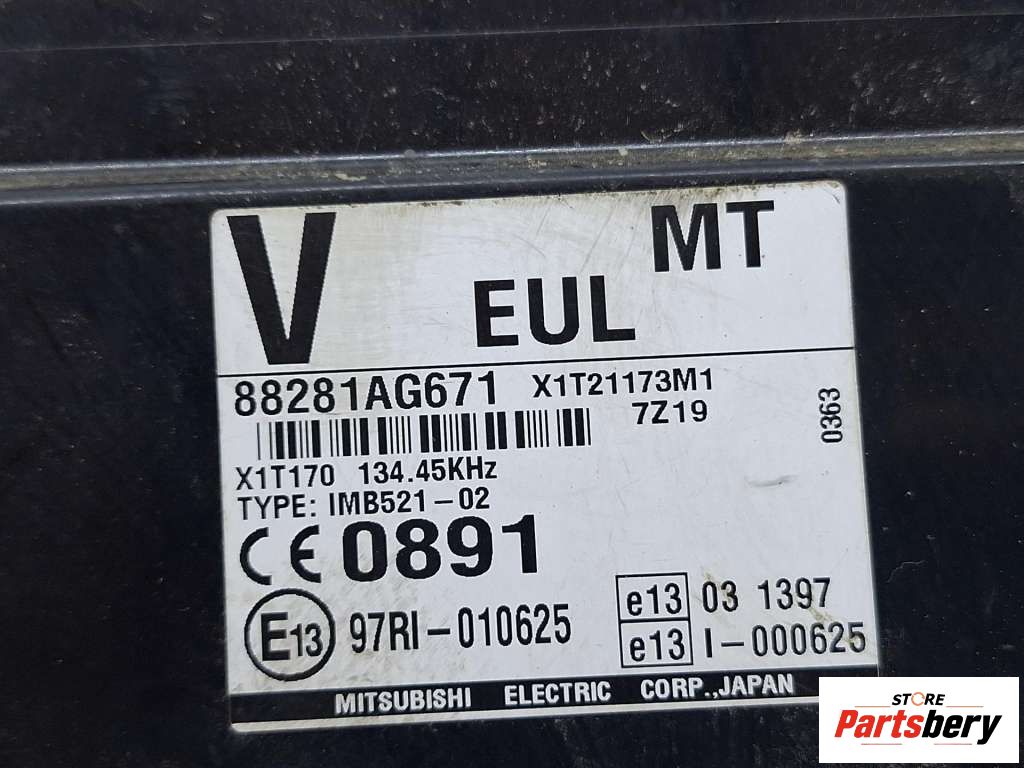 V
MT
EUL
88281AG671 X1T21173M1
7Z19
0363
X1T170 134.45KHz
TYPE: IMB521-02
CE 0891
E13 97RI-010625
e13 03 1397
e13 I-000625
MITSUBISHI ELECTRIC CORP.,JAPAN
STORE
Partsbery